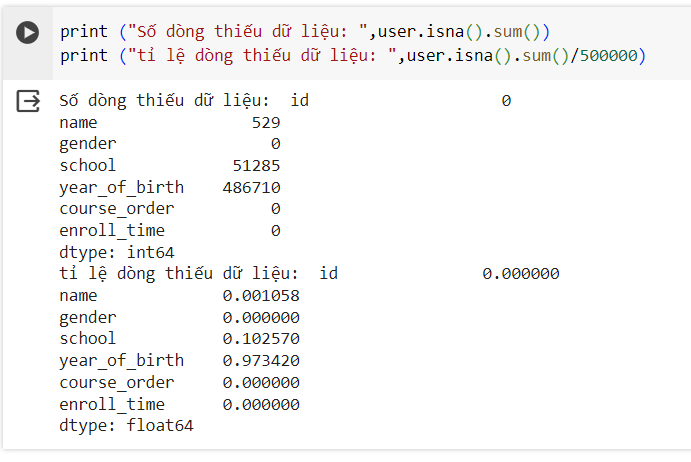 print ("Số dòng thiếu dữ liệu: ",user.isna().sum())
print ("tỉ lệ dòng thiếu dữ liệu: ",user.isna().sum()/500000)
Số dòng thiếu dữ liệu:  id                    0
name               529
gender               0
school           51285
year_of_birth   486710
course_order         0
enroll_time          0
dtype: int64
tỉ lệ dòng thiếu dữ liệu:  id               0.000000
name            0.001058
gender          0.000000
school          0.102570
year_of_birth   0.973420
course_order    0.000000
enroll_time     0.000000
dtype: float64